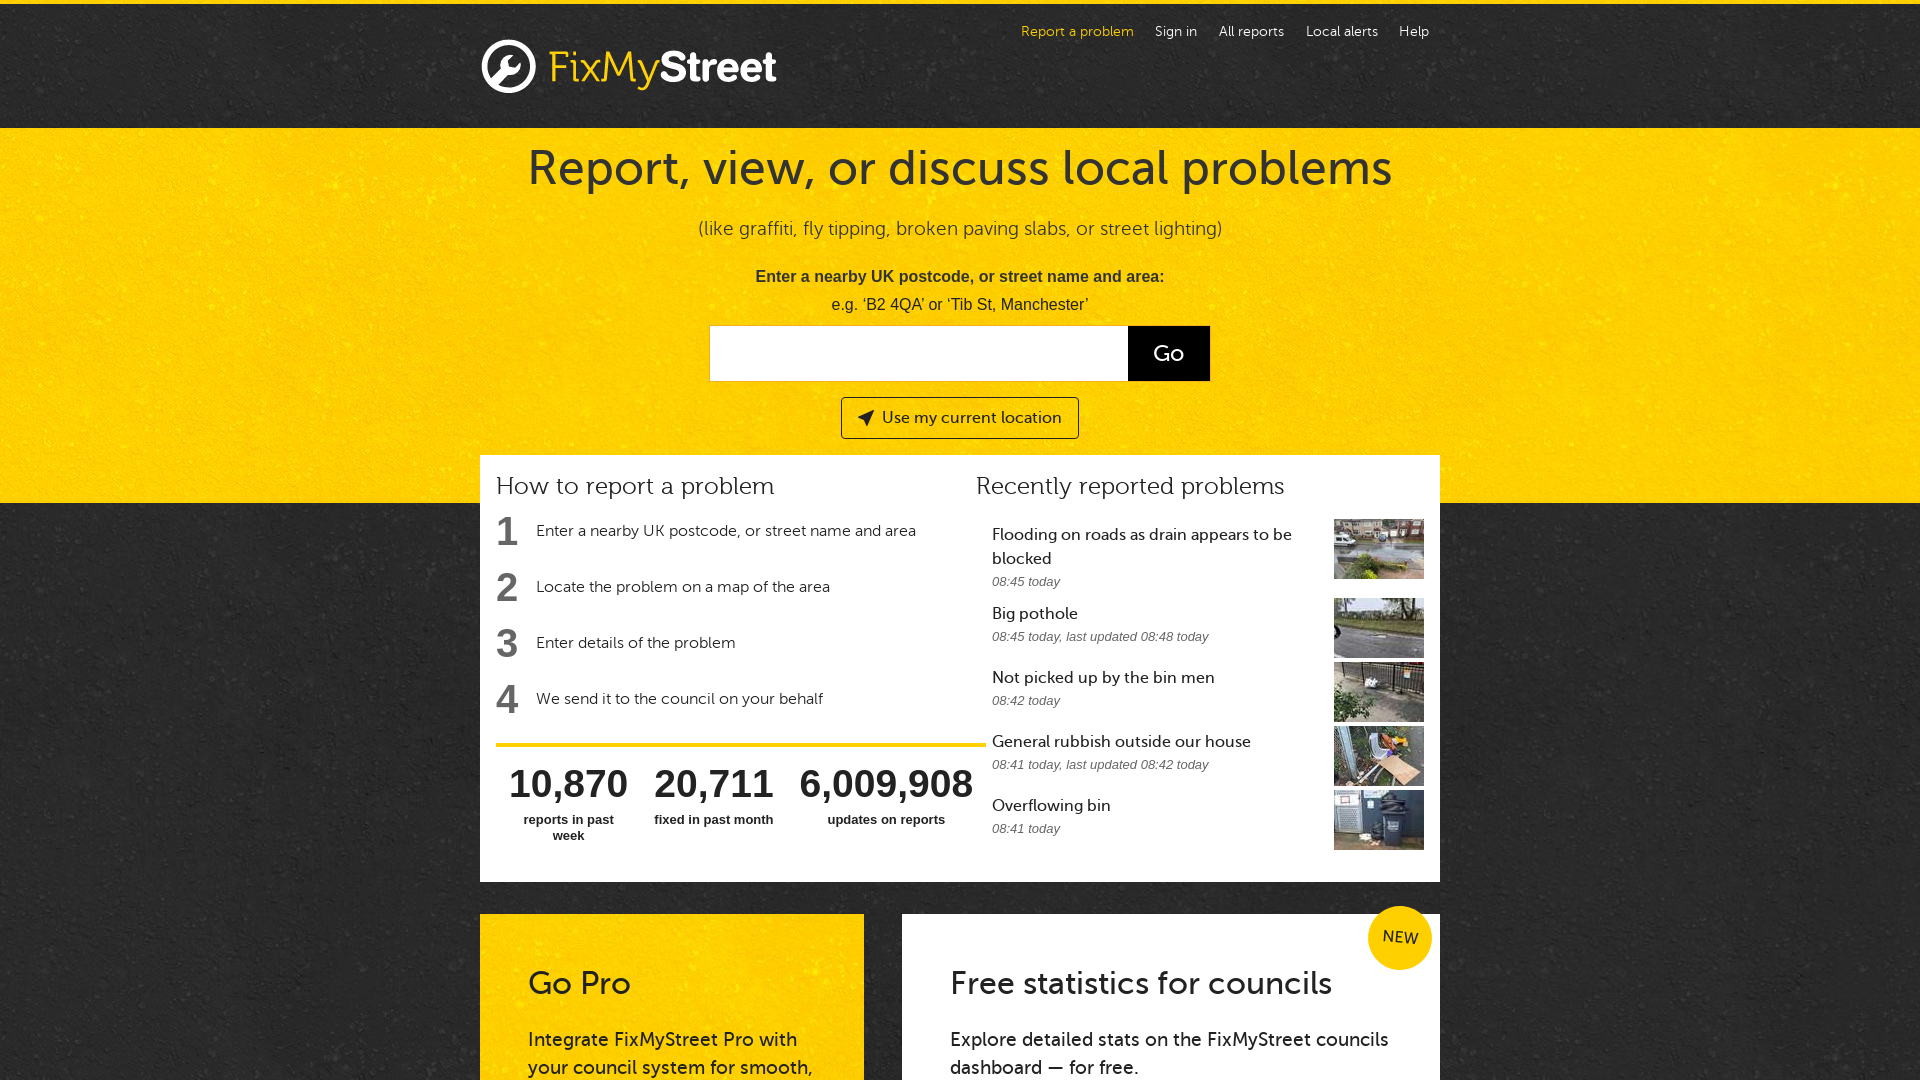 Report a problem
Sign in
All reports
Local alerts
Help
FixMyStreet
Report, view, or discuss local problems
(like graffiti, fly tipping, broken paving slabs, or street lighting)
Enter a nearby UK postcode, or street name and area:
e.g. ‘B2 4QA’ or ‘Tib St, Manchester’
Go
Use my current location
How to report a problem
1 Enter a nearby UK postcode, or street name and area
2 Locate the problem on a map of the area
3 Enter details of the problem
4 We send it to the council on your behalf
10,870
reports in past
week
20,711
fixed in past month
6,009,908
updates on reports
Recently reported problems
Flooding on roads as drain appears to be
blocked
08:45 today
Big pothole
08:45 today, last updated 08:48 today
Not picked up by the bin men
08:42 today
General rubbish outside our house
08:41 today, last updated 08:42 today
Overflowing bin
08:41 today
Go Pro
Integrate FixMyStreet Pro with
your council system for smooth,
NEW
Free statistics for councils
Explore detailed stats on the FixMyStreet councils
dashboard — for free.